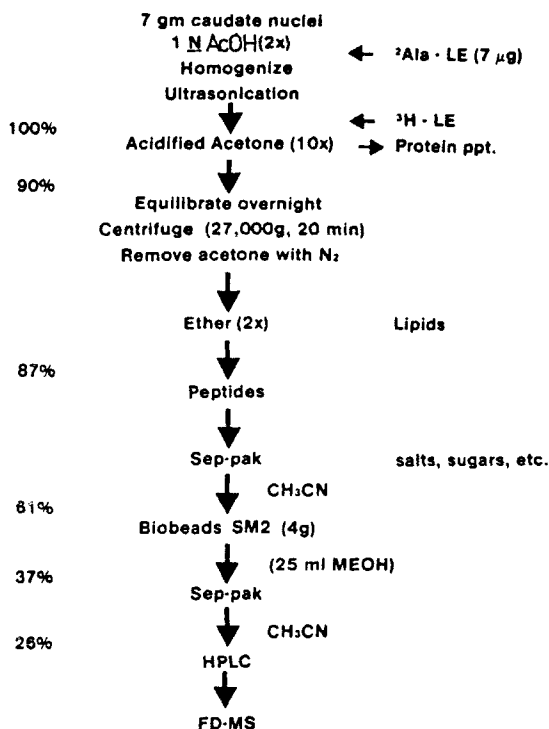 7 gm caudate nuclei
1 N AcOH (2x)
²Ala - LE (7 µg)
Homogenize
Ultrasonication
100%
³H - LE
Acidified Acetone (10x)
Protein ppt.
90%
Equilibrate overnight
Centrifuge (27,000g, 20 min)
Remove acetone with N₂
Ether (2x)
Lipids
87%
Peptides
Sep-pak
salts, sugars, etc.
CH₃CN
61%
Biobeads SM2 (4g)
(25 ml MEOH)
37%
Sep-pak
CH₃CN
26%
HPLC
FD-MS